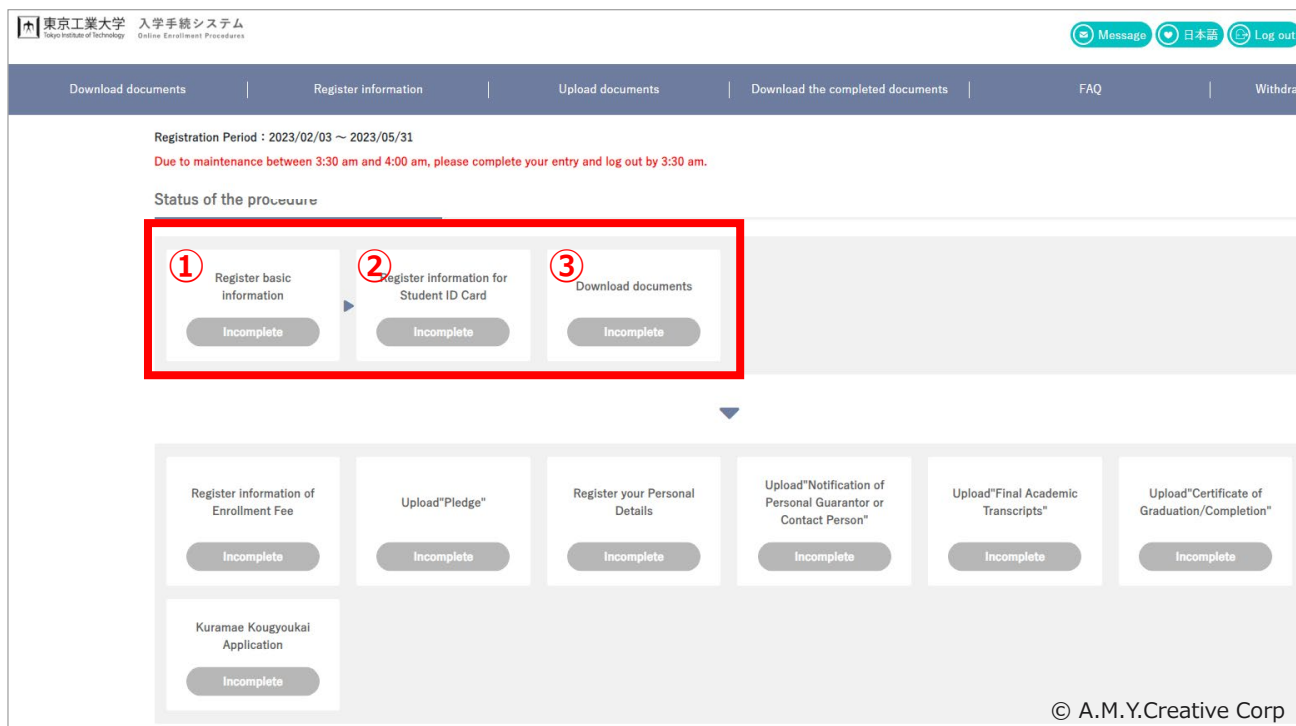 東京工業大学 入学手続システム
Tokyo Institute of Technology Online Enrollment Procedures
Message 日本語 Log out
Download documents Register information Upload documents Download the completed documents FAQ Withdra
Registration Period：2023/02/03 ～ 2023/05/31
Due to maintenance between 3:30 am and 4:00 am, please complete your entry and log out by 3:30 am.
Status of the procedure
①
Register basic
information
Incomplete
②
Register information for
Student ID Card
Incomplete
③
Download documents
Incomplete
Register information of
Enrollment Fee
Incomplete
Upload"Pledge"
Incomplete
Register your Personal
Details
Incomplete
Upload"Notification of
Personal Guarantor or
Contact Person"
Incomplete
Upload"Final Academic
Transcripts"
Incomplete
Upload"Certificate of
Graduation/Completion"
Incomplete
Kuramae Kougyoukai
Application
Incomplete
© A.M.Y.Creative Corp